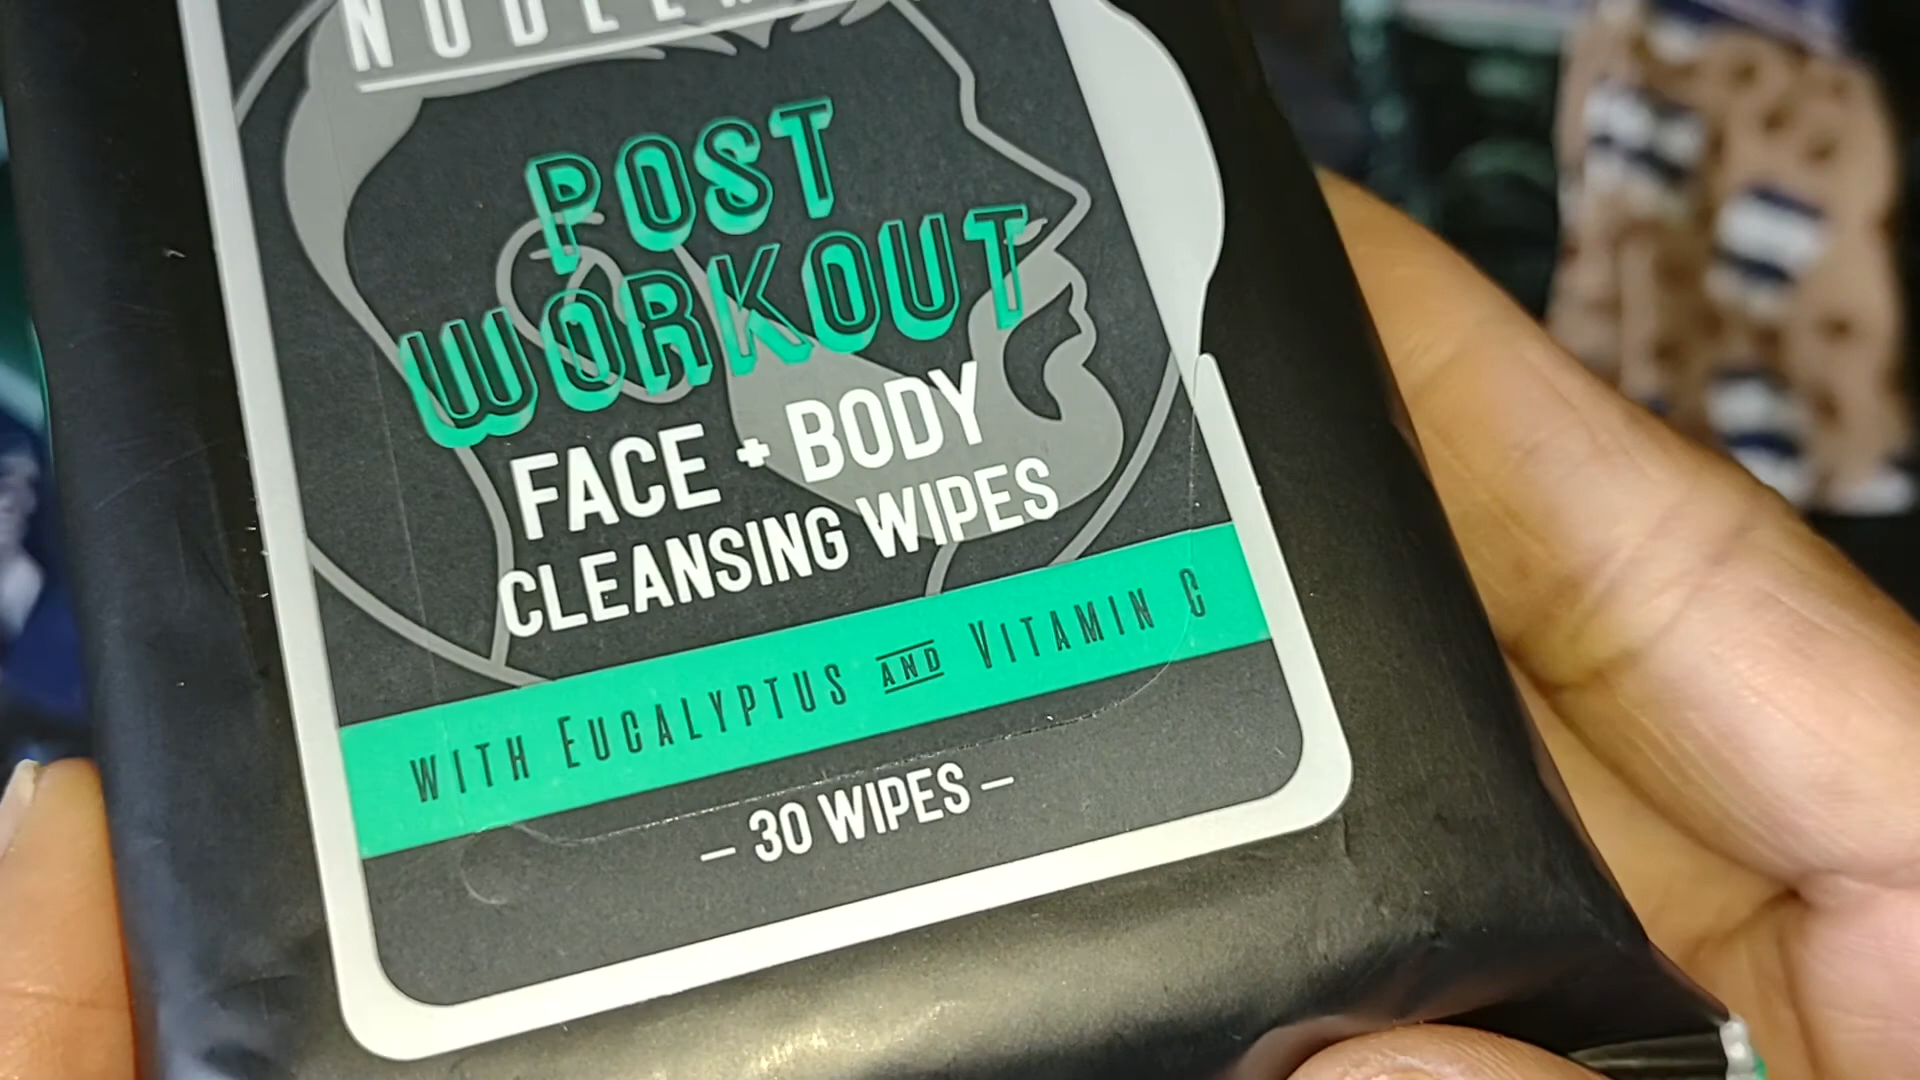 POST
WORKOUT
FACE + BODY
CLEANSING WIPES
WITH EUCALYPTUS AND VITAMIN C
– 30 WIPES –